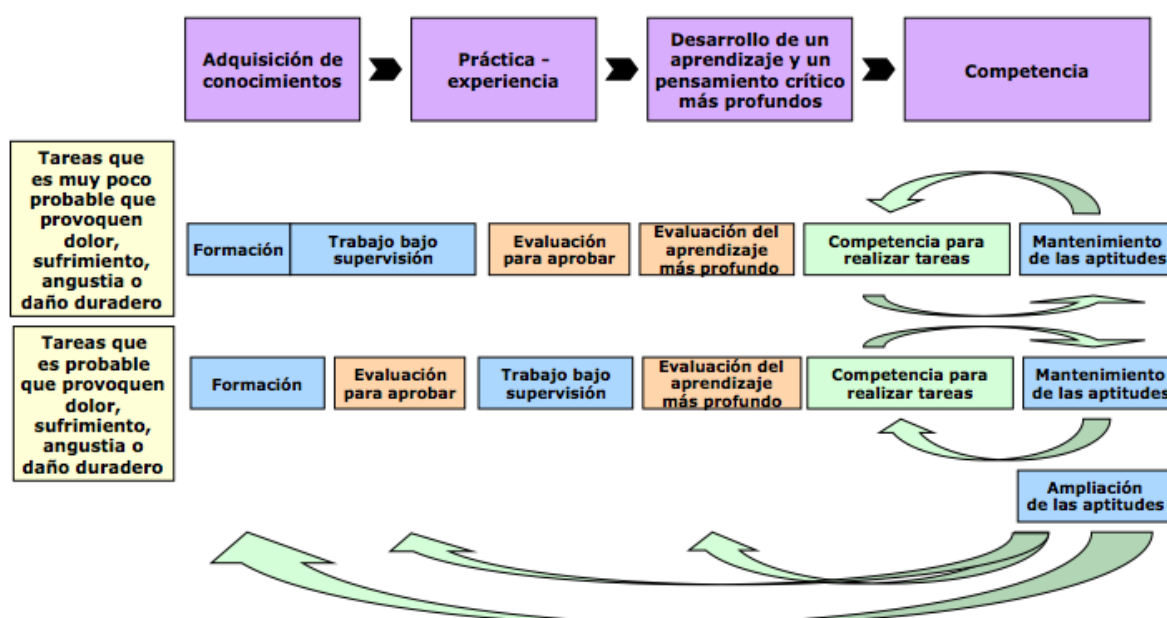 Adquisición de
conocimientos
Práctica –
experiencia
Desarrollo de un
aprendizaje y un
pensamiento crítico
más profundos
Competencia
Tareas que
es muy poco
probable que
provoquen
dolor,
sufrimiento,
angustia o
daño duradero
Formación
Trabajo bajo
supervisión
Evaluación
para aprobar
Evaluación del
aprendizaje
más profundo
Competencia para
realizar tareas
Mantenimiento
de las aptitudes
Tareas que
es probable
que provoquen
dolor,
sufrimiento,
angustia o
daño duradero
Formación
Evaluación
para aprobar
Trabajo bajo
supervisión
Evaluación del
aprendizaje
más profundo
Competencia para
realizar tareas
Mantenimiento
de las aptitudes
Ampliación
de las aptitudes